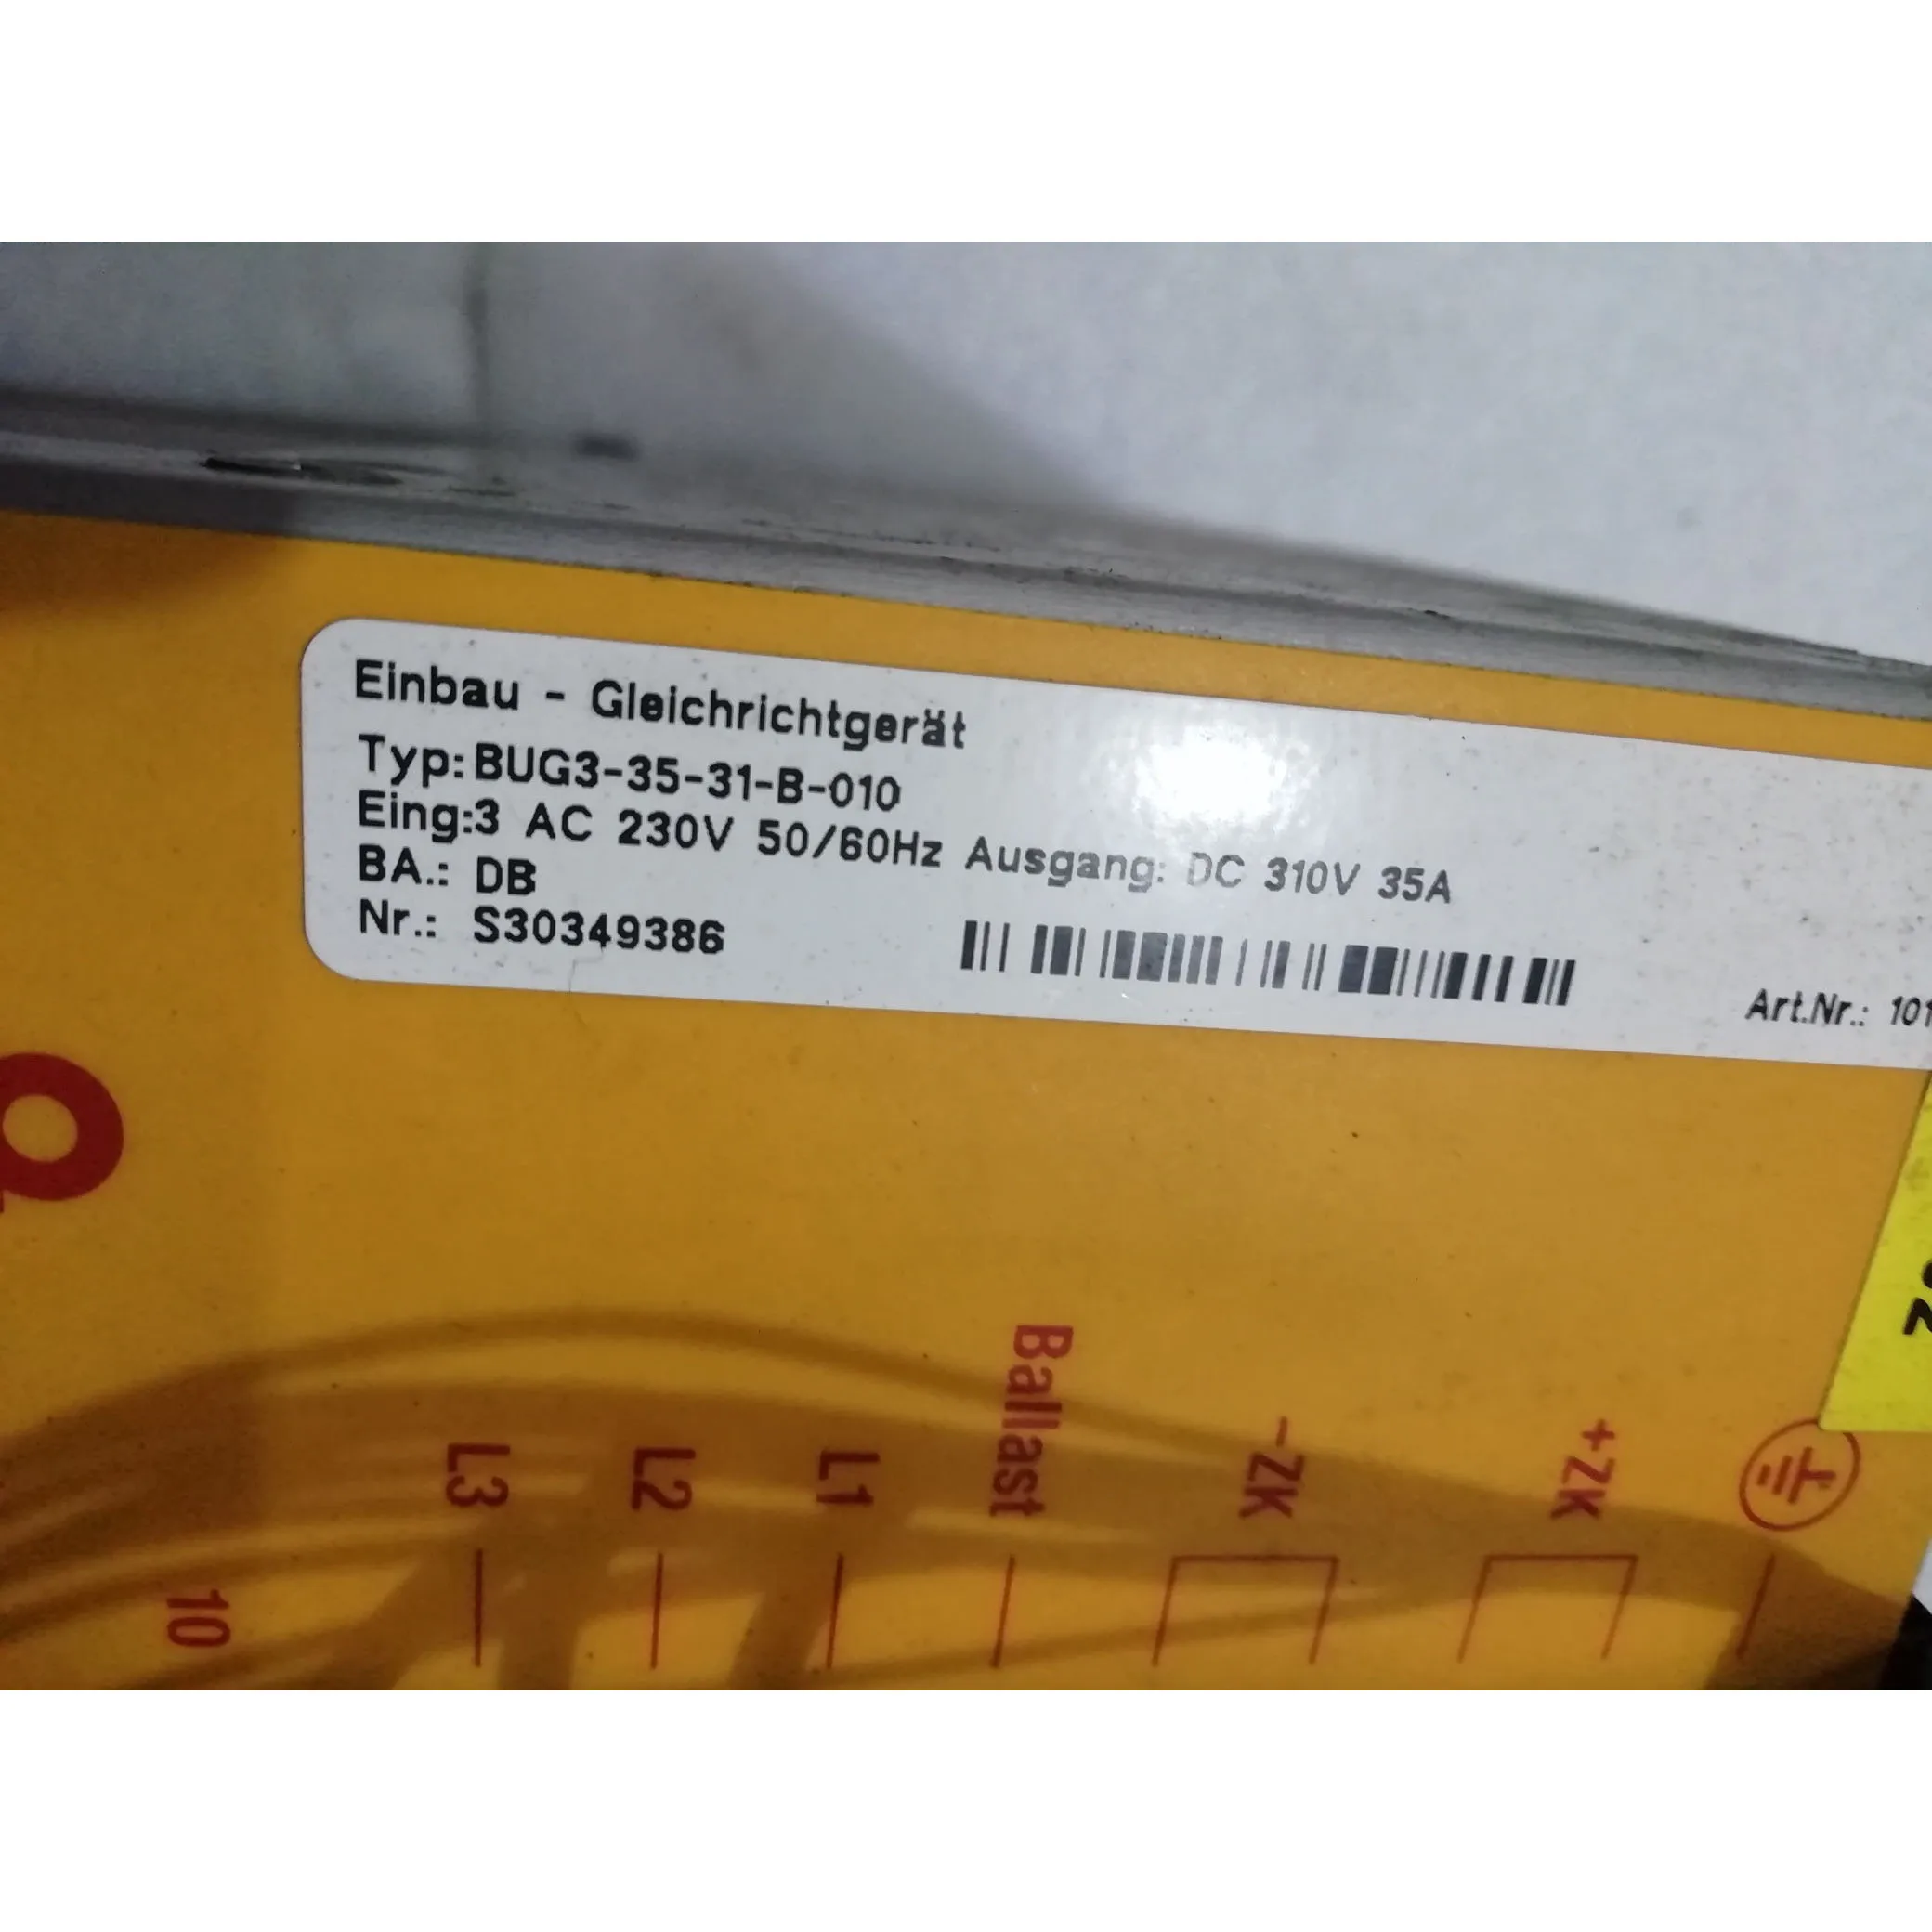 Einbau - Gleichrichtgerät
Typ: BUG3-35-31-B-010
Eing:3 AC 230V 50/60Hz Ausgang: DC 310V 35A
BA.: DB
Nr.: S30349386
Art.Nr.: 101
Ballast
-ZK
+ZK
L3
L2
L1
10